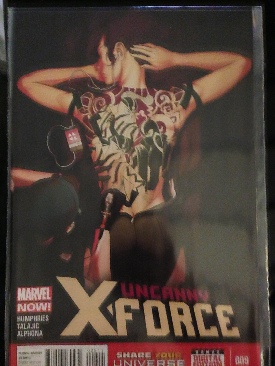 MARVEL
NOW!
HUMPHRIES
TALAJIC
ALPHONA
UNCANNY
X-FORCE
SHARE YOUR
UNIVERSE
009